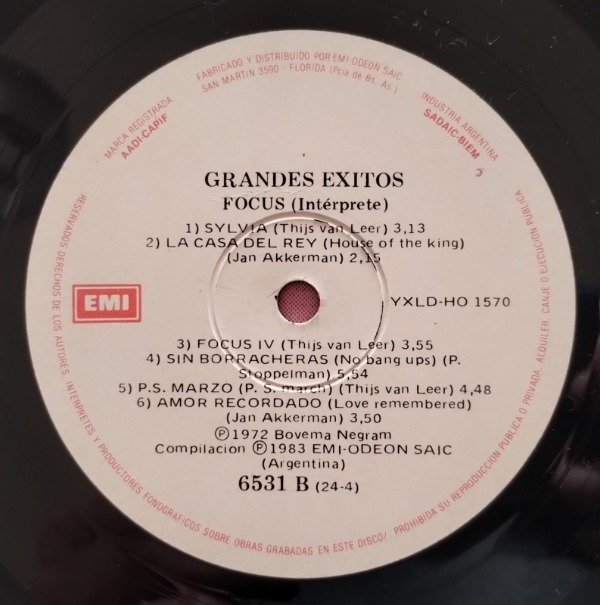 FABRICADO Y DISTRIBUIDO POR EMI-ODEON SAIC
SAN MARTIN 3590 - FLORIDA (Pcia de Bs. As.)
MARCA REGISTRADA
AADI-CAPIF
INDUSTRIA ARGENTINA
SADAIC-BIEM
GRANDES EXITOS
FOCUS (Intérprete)
1) SYLVIA (Thijs van Leer) 3,13
2) LA CASA DEL REY (House of the king)
(Jan Akkerman) 2,15
EMI
YXLD-HO 1570
3) FOCUS IV (Thijs van Leer) 3,55
4) SIN BORRACHERAS (No bang ups) (P.
Stoppelman) 5,54
5) P.S. MARZO (P. S. march) (Thijs van Leer) 4,48
6) AMOR RECORDADO (Love remembered)
(Jan Akkerman) 3,50
Ⓟ1972 Bovema Negram
Compilacion Ⓟ1983 EMI-ODEON SAIC
(Argentina)
6531 B (24-4)
RESERVADOS DERECHOS DE LOS AUTORES INTERPRETES Y PRODUCTORES FONOGRAFICOS SOBRE OBRAS GRABADAS EN ESTE DISCO/ PROHIBIDA SU REPRODUCCION PUBLICA O PRIVADA, ALQUILER, CANJE O EJECUCION PUBLICA